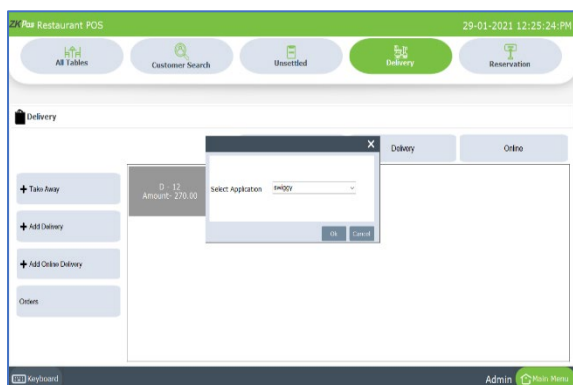 ZKPos Restaurant POS
29-01-2021 12:25:24:PM
All Tables
Customer Search
Unsettled
Delivery
Reservation
Delivery
X
Delivery
Online
+ Take Away
D - 12
Amount- 270.00
Select Application
swiggy
+ Add Delivery
Ok
Cancel
+ Add Online Delivery
Orders
Keyboard
Admin
Main Menu